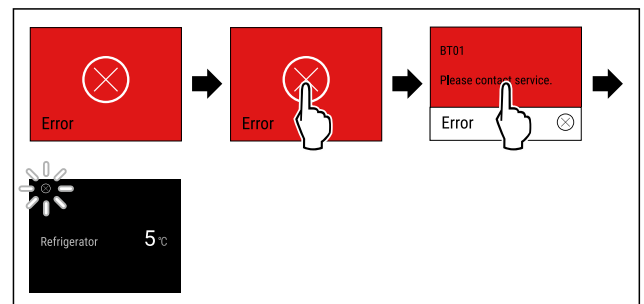 Error
Error
BT01
Please contact service.
Error
Refrigerator 5 °C